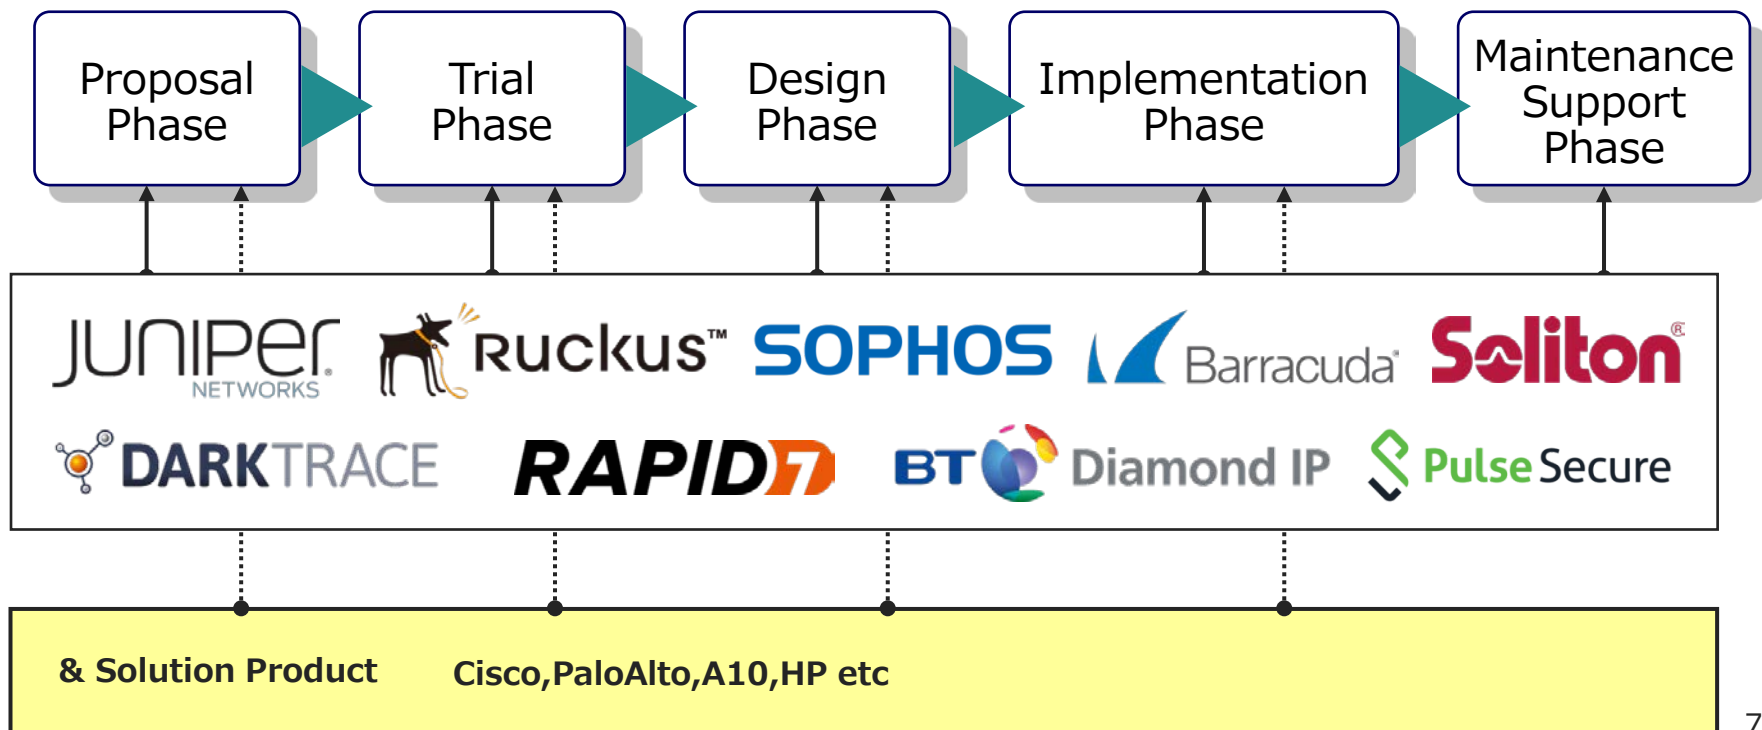 Proposal
Phase
Trial
Phase
Design
Phase
Implementation
Phase
Maintenance
Support
Phase
JUNIPER
NETWORKS
Ruckus™
SOPHOS
Barracuda®
Soliton®
DARKTRACE
RAPID7
BT Diamond IP
Pulse Secure
& Solution Product
Cisco,PaloAlto,A10,HP etc
7